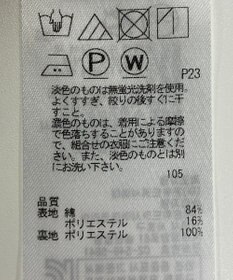 P W
P23
淡色のものは無蛍光洗剤を使用。
よくすすぎ、絞りの後すぐに干
すこと。
濃色のものは、着用による摩擦
で色落ちすることがありますの
で、組合せの衣服にご注意くださ
い。また、淡色のものとは別
にお洗い下さい。
105
品質
表地 綿 84%
ポリエステル 16%
裏地 ポリエステル 100%